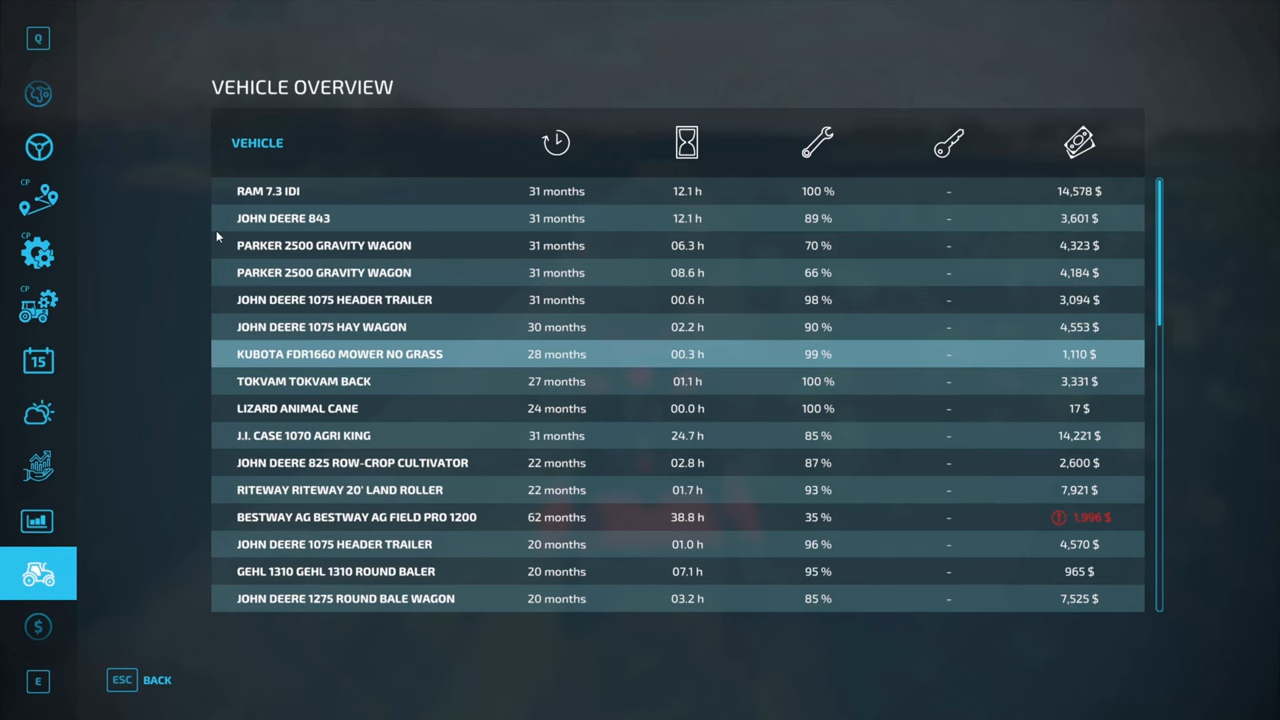 Q
VEHICLE OVERVIEW
VEHICLE
RAM 7.3 IDI 31 months 12.1 h 100 % - 14,578 $
JOHN DEERE 843 31 months 12.1 h 89 % - 3,601 $
PARKER 2500 GRAVITY WAGON 31 months 06.3 h 70 % - 4,323 $
PARKER 2500 GRAVITY WAGON 31 months 08.6 h 66 % - 4,184 $
JOHN DEERE 1075 HEADER TRAILER 31 months 00.6 h 98 % - 3,094 $
JOHN DEERE 1075 HAY WAGON 30 months 02.2 h 90 % - 4,553 $
KUBOTA FDR1660 MOWER NO GRASS 28 months 00.3 h 99 % - 1,110 $
TOKVAM TOKVAM BACK 27 months 01.1 h 100 % - 3,331 $
LIZARD ANIMAL CANE 24 months 00.0 h 100 % - 17 $
J.I. CASE 1070 AGRI KING 31 months 24.7 h 85 % - 14,221 $
JOHN DEERE 825 ROW-CROP CULTIVATOR 22 months 02.8 h 87 % - 2,600 $
RITEWAY RITEWAY 20' LAND ROLLER 22 months 01.7 h 93 % - 7,921 $
BESTWAY AG BESTWAY AG FIELD PRO 1200 62 months 38.8 h 35 % - 1,996 $
JOHN DEERE 1075 HEADER TRAILER 20 months 01.0 h 96 % - 4,570 $
GEHL 1310 GEHL 1310 ROUND BALER 20 months 07.1 h 95 % - 965 $
JOHN DEERE 1275 ROUND BALE WAGON 20 months 03.2 h 85 % - 7,525 $
CP
CP
CP
15
$
E
ESC BACK